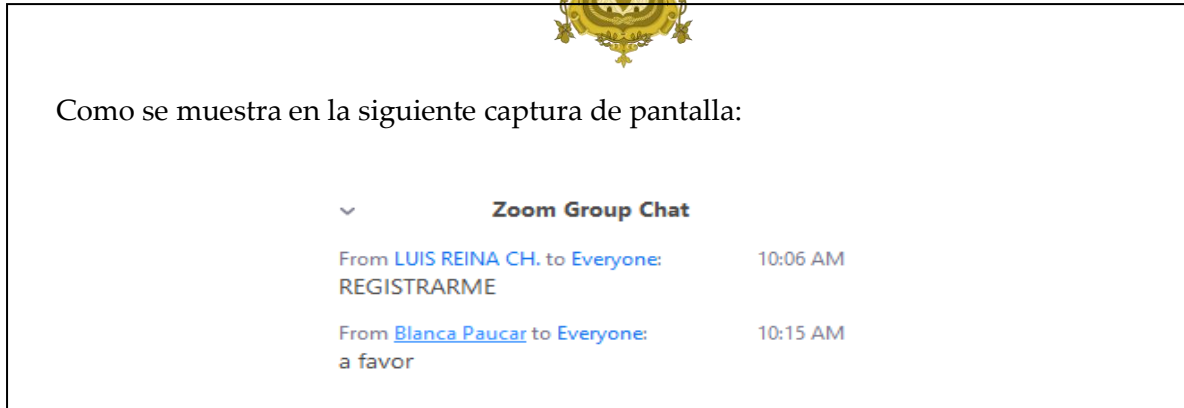 Como se muestra en la siguiente captura de pantalla:
Zoom Group Chat
From LUIS REINA CH. to Everyone: 10:06 AM
REGISTRARME
From Blanca Paucar to Everyone: 10:15 AM
a favor